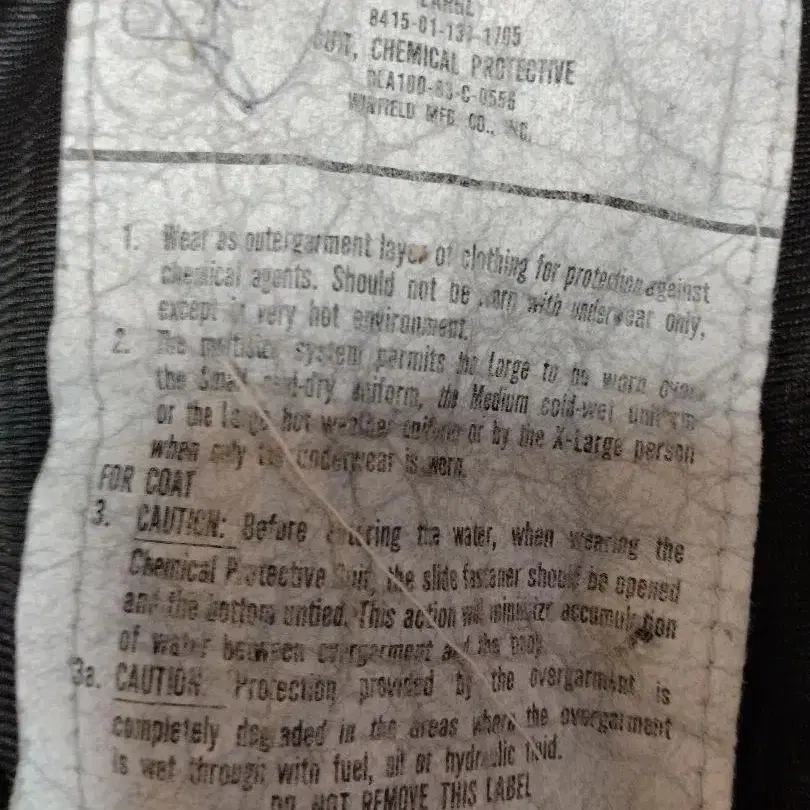 LARGE
8415-01-137-1705
SUIT, CHEMICAL PROTECTIVE
DLA100-83-C-0556
WINFIELD MFG. CO., INC.
1. Wear as outergarment layer of clothing for protection against
chemical agents. Should not be worn with underwear only,
except in very hot environment.
2. The system permits the Large to be worn over
the Small cold-dry uniform, the Medium cold-wet uniform
or the Large hot weather uniform or by the X-Large person
when only the underwear is worn.
FOR COAT
3. CAUTION: Before entering the water, when wearing the
Chemical Protective Suit, the slide fastener should be opened
and the bottom untied. This action will minimize accumulation
of water between overgarment and the body.
3a. CAUTION: Protection provided by the overgarment is
completely degraded in the areas where the overgarment
is wet through with fuel, oil or hydraulic fluid.
DO NOT REMOVE THIS LABEL